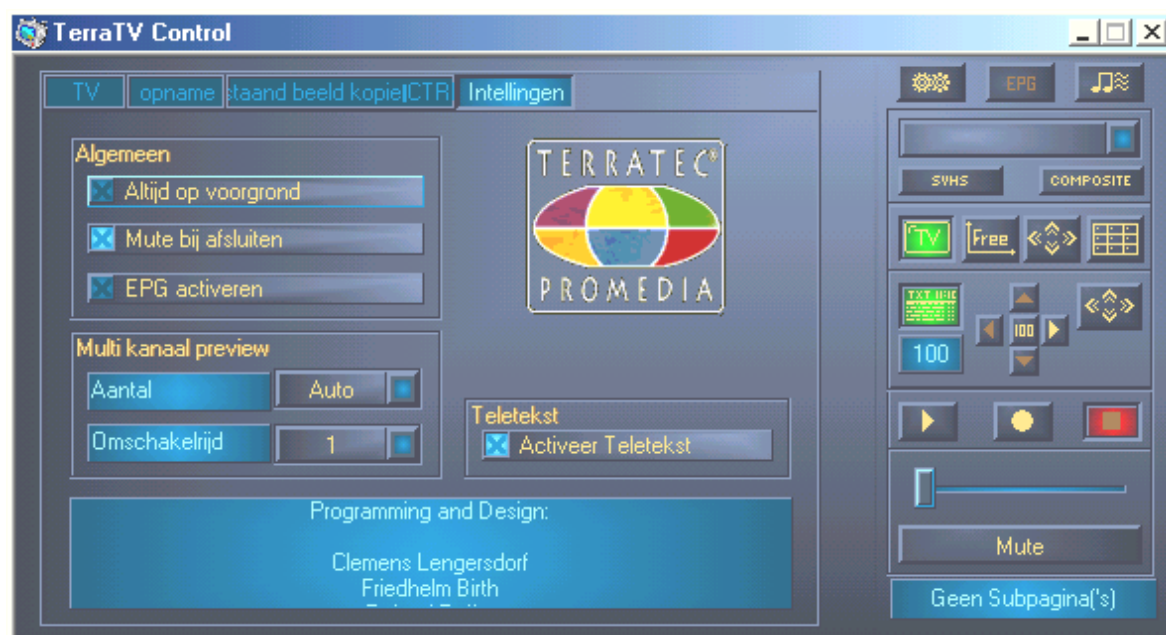 TerraTV Control
TV
opname
staand beeld kopie
CTR
Intellingen
Algemeen
Altijd op voorgrond
Mute bij afsluiten
EPG activeren
TERRATEC®
PROMEDIA
Multi kanaal preview
Aantal
Auto
Omschakelrijd
1
Teletekst
Activeer Teletekst
Programming and Design:
Clemens Lengersdorf
Friedhelm Birth
EPG
SVHS
COMPOSITE
TV
Free
100
100
Mute
Geen Subpagina('s)